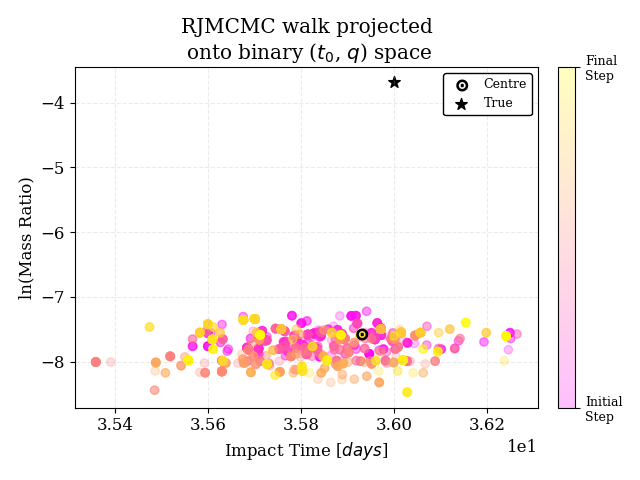 RJMCMC walk projected
onto binary (t₀, q) space
Final
Step
Centre
True
−4
−5
−6
−7
−8
ln(Mass Ratio)
3.54
3.56
3.58
3.60
3.62
1e1
Impact Time [days]
Initial
Step